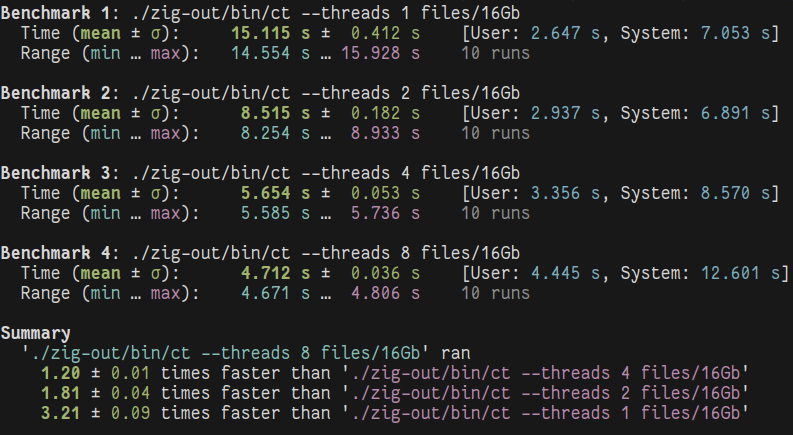 Benchmark 1: ./zig-out/bin/ct --threads 1 files/16Gb
  Time (mean ± σ):     15.115 s ±  0.412 s    [User: 2.647 s, System: 7.053 s]
  Range (min … max):   14.554 s … 15.928 s    10 runs

Benchmark 2: ./zig-out/bin/ct --threads 2 files/16Gb
  Time (mean ± σ):      8.515 s ±  0.182 s    [User: 2.937 s, System: 6.891 s]
  Range (min … max):    8.254 s …  8.933 s    10 runs

Benchmark 3: ./zig-out/bin/ct --threads 4 files/16Gb
  Time (mean ± σ):      5.654 s ±  0.053 s    [User: 3.356 s, System: 8.570 s]
  Range (min … max):    5.585 s …  5.736 s    10 runs

Benchmark 4: ./zig-out/bin/ct --threads 8 files/16Gb
  Time (mean ± σ):      4.712 s ±  0.036 s    [User: 4.445 s, System: 12.601 s]
  Range (min … max):    4.671 s …  4.806 s    10 runs

Summary
  './zig-out/bin/ct --threads 8 files/16Gb' ran
    1.20 ± 0.01 times faster than './zig-out/bin/ct --threads 4 files/16Gb'
    1.81 ± 0.04 times faster than './zig-out/bin/ct --threads 2 files/16Gb'
    3.21 ± 0.09 times faster than './zig-out/bin/ct --threads 1 files/16Gb'